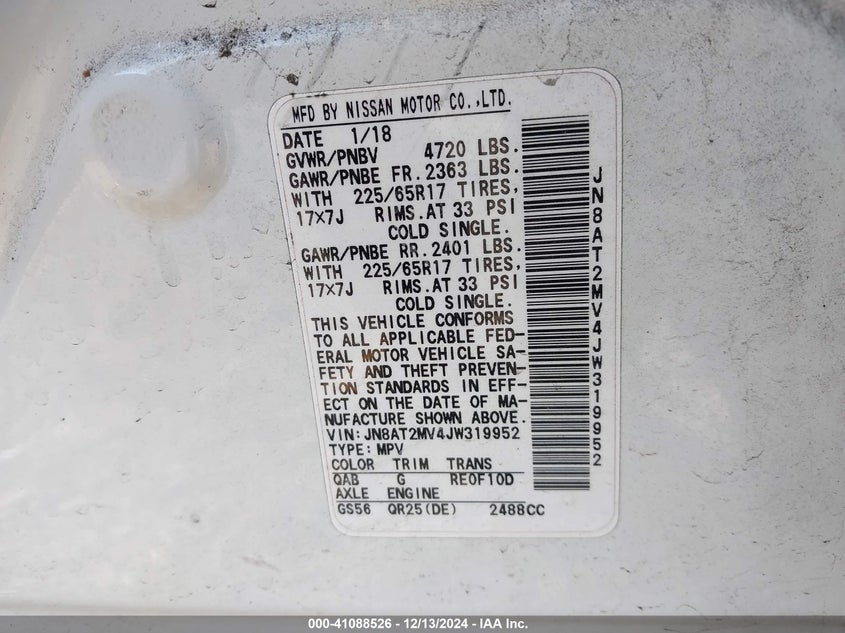 MFD BY NISSAN MOTOR CO.,LTD.
DATE 1/18
GVWR/PNBV 4720 LBS.
GAWR/PNBE FR.2363 LBS.
WITH 225/65R17 TIRES,
17X7J RIMS.AT 33 PSI
COLD SINGLE.
GAWR/PNBE RR.2401 LBS.
WITH 225/65R17 TIRES,
17X7J RIMS.AT 33 PSI
COLD SINGLE.
THIS VEHICLE CONFORMS
TO ALL APPLICABLE FED-
ERAL MOTOR VEHICLE SA-
FETY AND THEFT PREVEN-
TION STANDARDS IN EFF-
ECT ON THE DATE OF MA-
NUFACTURE SHOWN ABOVE.
VIN:JN8AT2MV4JW319952
TYPE:MPV
COLOR TRIM TRANS
QAB G RE0F10D
AXLE ENGINE
GS56 QR25(DE) 2488CC
JN8AT2MV4JW319952
000-41088526 - 12/13/2024 - IAA Inc.